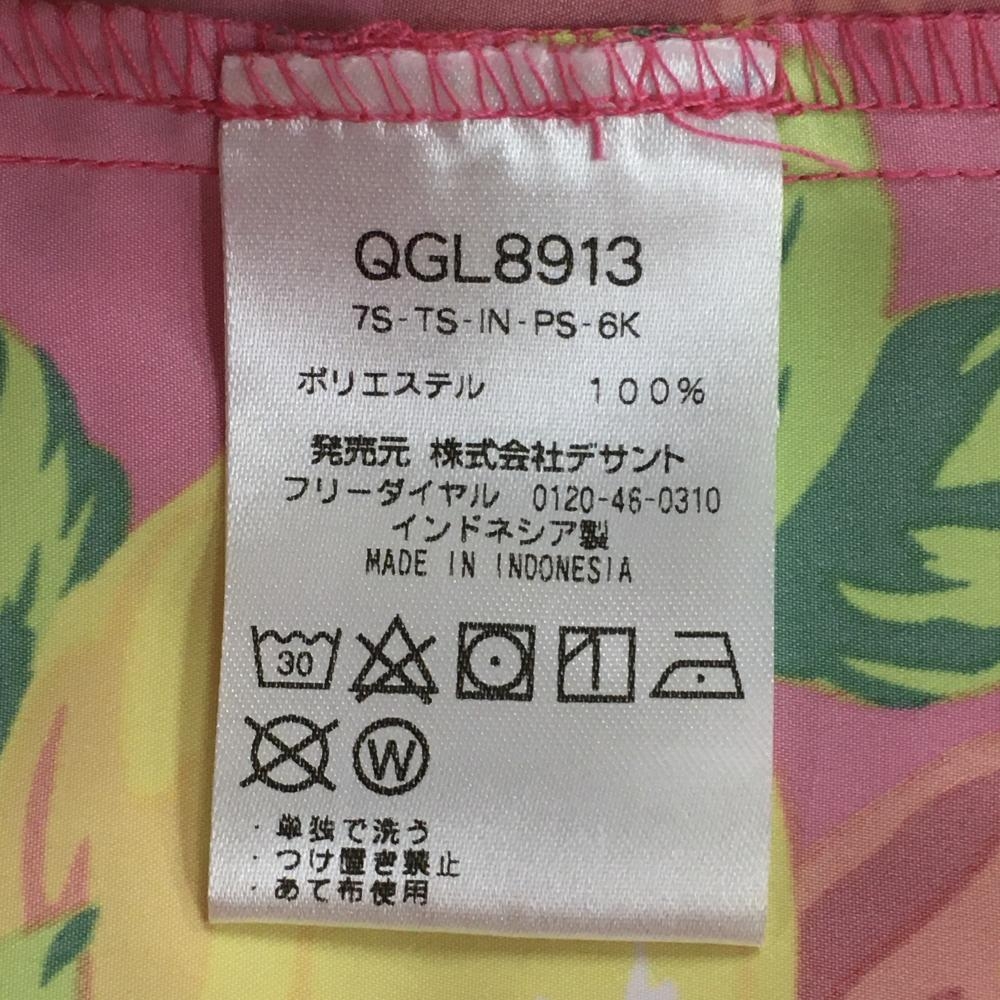 QGL8913
7S-TS-IN-PS-6K
ポリエステル 100%
発売元 株式会社デサント
フリーダイヤル 0120-46-0310
インドネシア製
MADE IN INDONESIA
30
W
・単独で洗う
・つけ置き禁止
・あて布使用